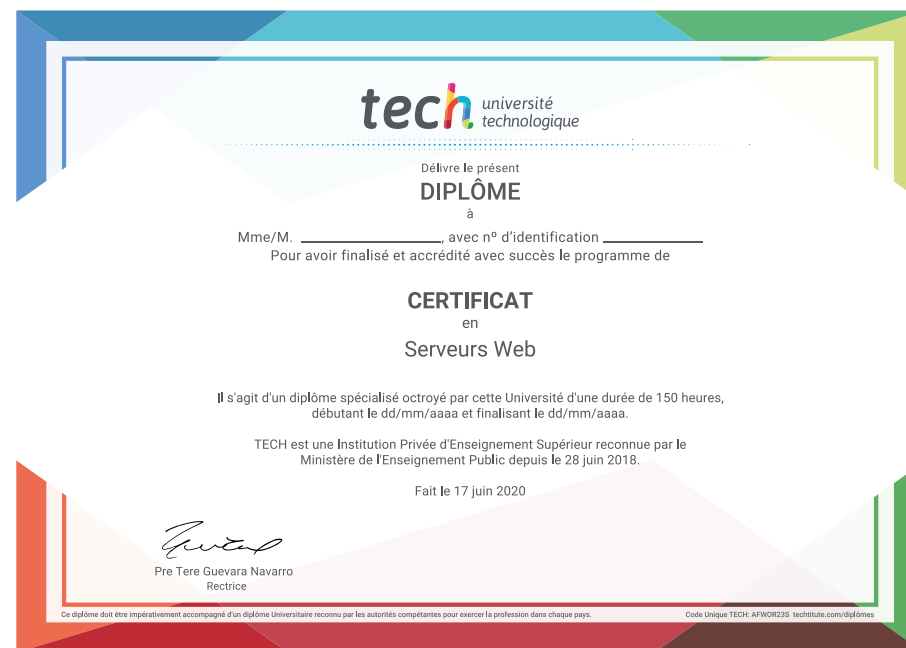 tech université
technologique
Délivre le présent
DIPLÔME
à
Mme/M. ____________________, avec nº d'identification ______________
Pour avoir finalisé et accrédité avec succès le programme de
CERTIFICAT
en
Serveurs Web
Il s'agit d'un diplôme spécialisé octroyé par cette Université d'une durée de 150 heures,
débutant le dd/mm/aaaa et finalisant le dd/mm/aaaa.
TECH est une Institution Privée d'Enseignement Supérieur reconnue par le
Ministère de l'Enseignement Public depuis le 28 juin 2018.
Fait le 17 juin 2020
Pre Tere Guevara Navarro
Rectrice
Ce diplôme doit être impérativement accompagné d'un diplôme Universitaire reconnu par les autorités compétantes pour exercer la profession dans chaque pays. Code Unique TECH: AFWOR23S techtitute.com/diplômes